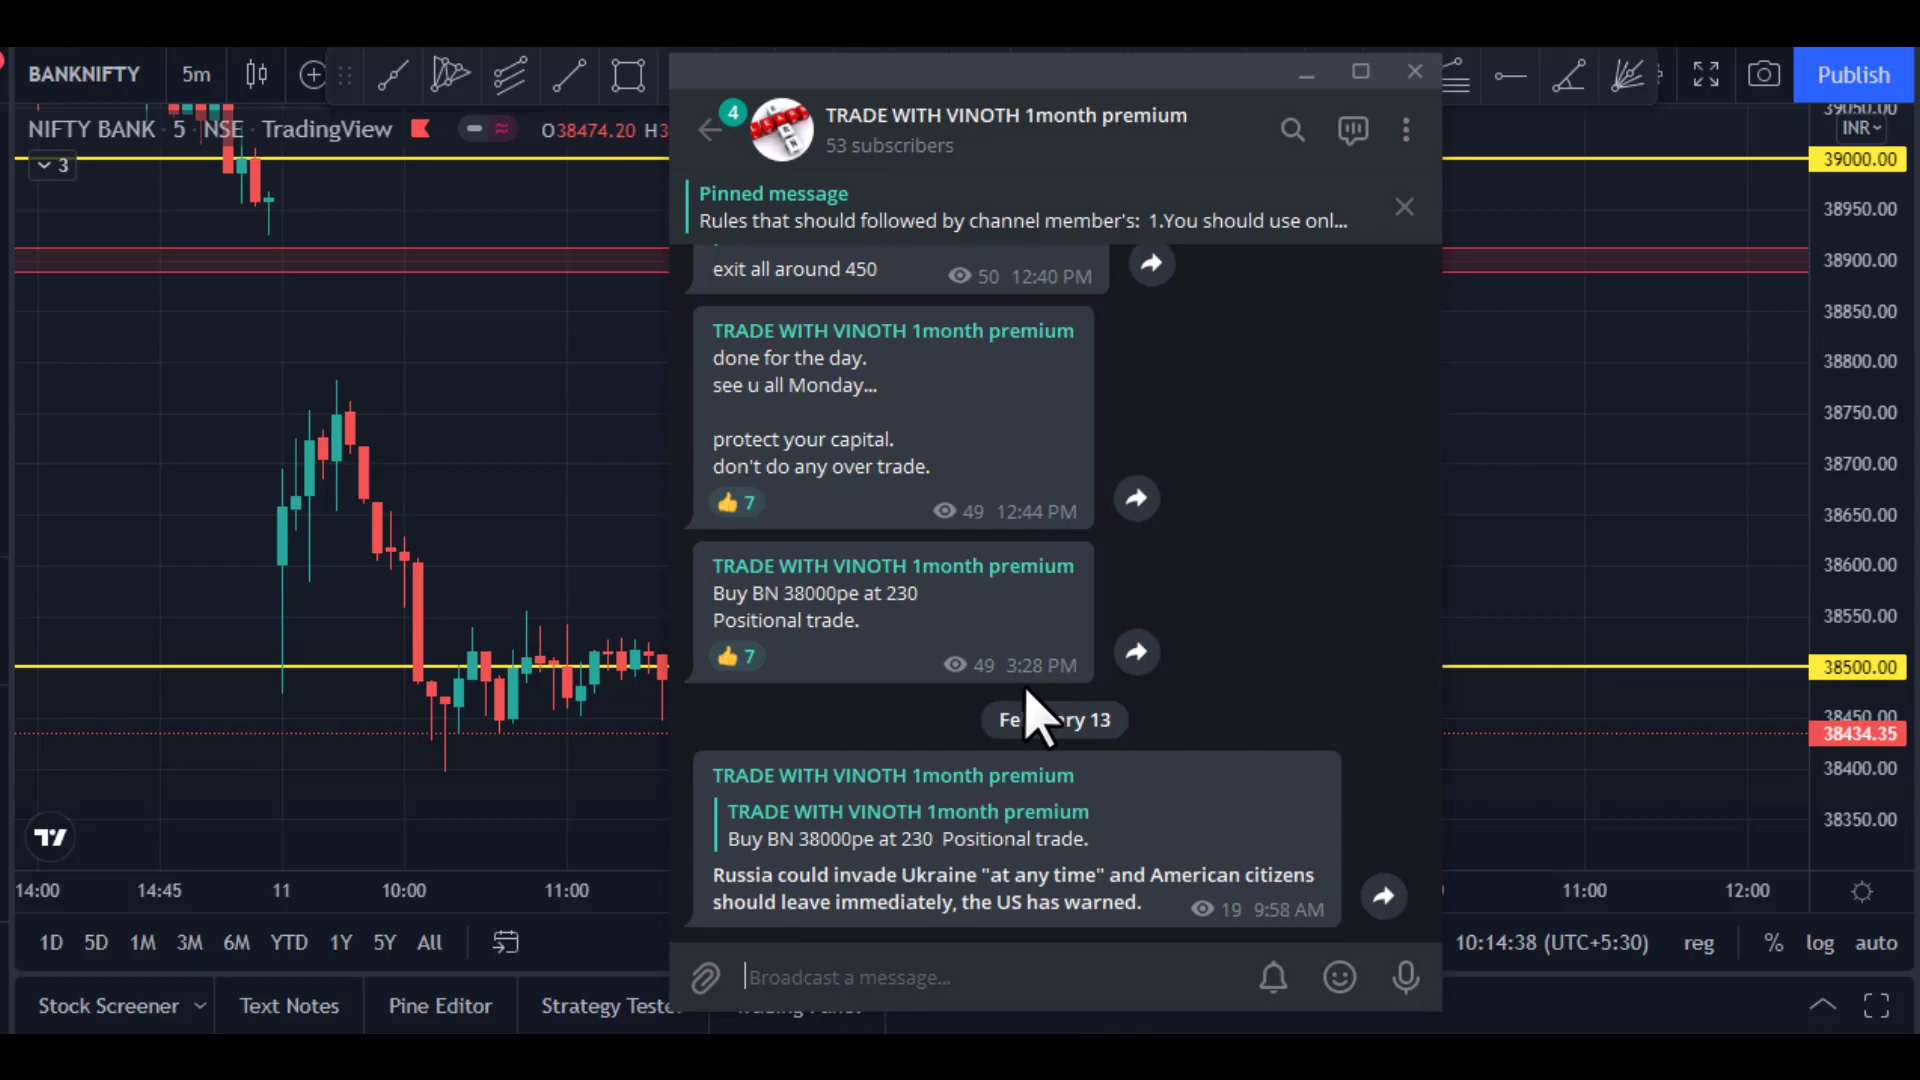 BANKNIFTY
5m
Publish
NIFTY BANK · 5 · NSE · TradingView
O38474.20 H3
3
4
TRADE WITH VINOTH 1month premium
53 subscribers
Pinned message
Rules that should followed by channel member's: 1.You should use onl...
exit all around 450
50 12:40 PM
TRADE WITH VINOTH 1month premium
done for the day.
see u all Monday...
protect your capital.
don't do any over trade.
7
49 12:44 PM
TRADE WITH VINOTH 1month premium
Buy BN 38000pe at 230
Positional trade.
7
49 3:28 PM
TRADE WITH VINOTH 1month premium
TRADE WITH VINOTH 1month premium
Buy BN 38000pe at 230 Positional trade.
Russia could invade Ukraine "at any time" and American citizens
should leave immediately, the US has warned.
19 9:58 AM
Broadcast a message...
39050.00
INR
39000.00
38950.00
38900.00
38850.00
38800.00
38750.00
38700.00
38650.00
38600.00
38550.00
38500.00
38450.00
38434.35
38400.00
38350.00
14:00 14:45 11 10:00 11:00
11:00 12:00
1D 5D 1M 3M 6M YTD 1Y 5Y All
10:14:38 (UTC+5:30) reg % log auto
Stock Screener Text Notes Pine Editor Strategy